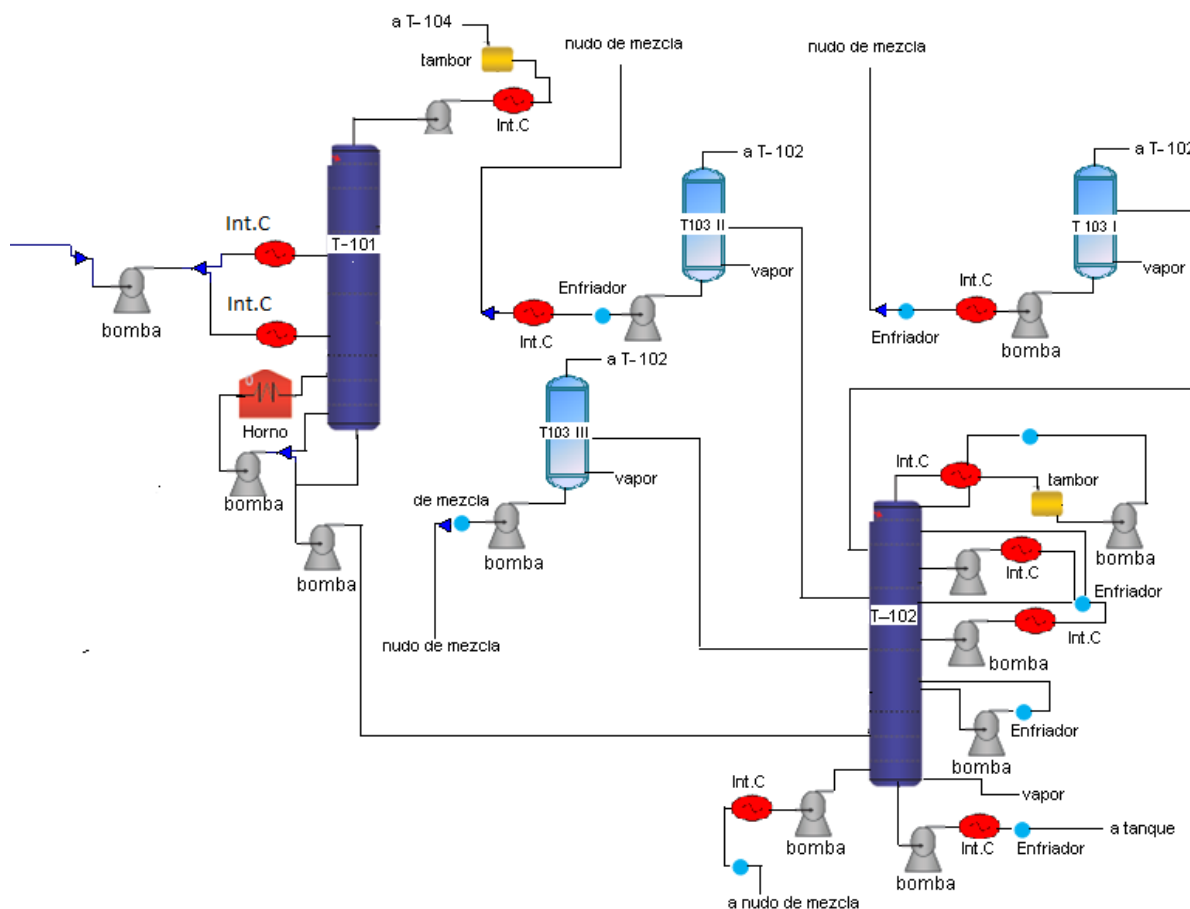 a T-104
nudo de mezcla
nudo de mezcla
tambor
Int.C
a T-102
a T-102
Int.C
T-101
T103 II
T 103 I
vapor
vapor
Int.C
Enfriador
Int.C
bomba
Int.C
Enfriador
bomba
a T-102
Horno
T103 III
Int.C
vapor
tambor
bomba
de mezcla
bomba
bomba
bomba
Int.C
Enfriador
T-102
nudo de mezcla
Int.C
bomba
Enfriador
bomba
Int.C
vapor
a tanque
bomba
Int.C
Enfriador
bomba
a nudo de mezcla